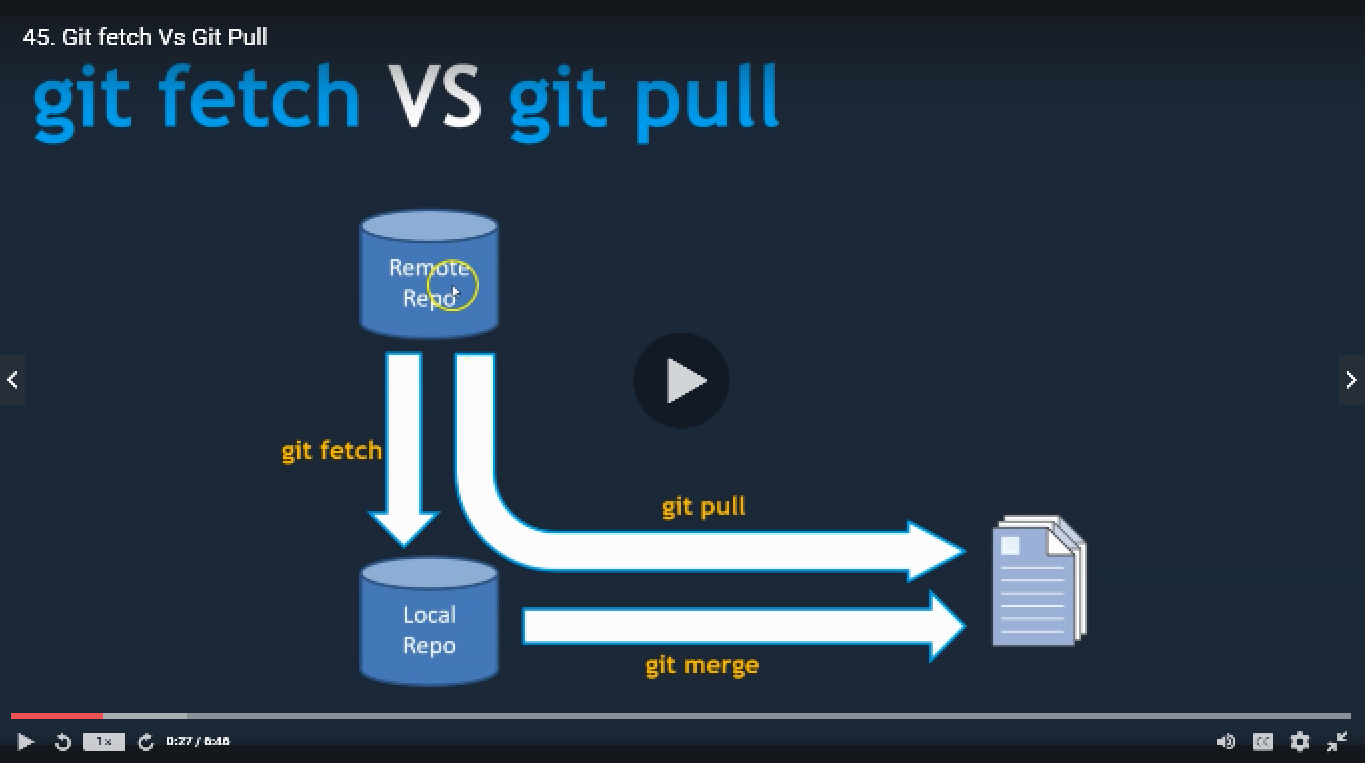 45. Git fetch Vs Git Pull
git fetch VS git pull
Remote
Repo
git fetch
git pull
Local
Repo
git merge
1x
0:27 / 6:46
CC